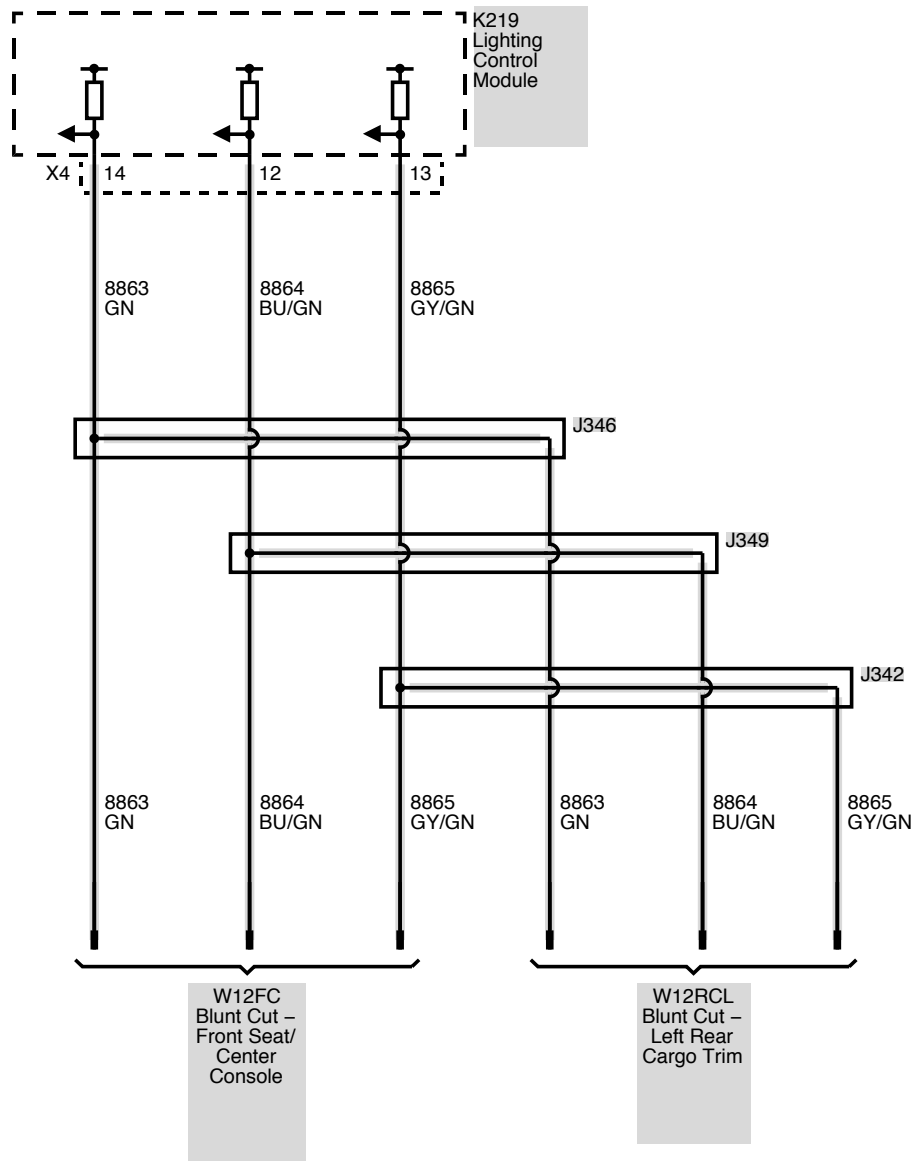 K219
Lighting
Control
Module
X4 14 12 13
8863
GN
8864
BU/GN
8865
GY/GN
J346
J349
J342
8863
GN
8864
BU/GN
8865
GY/GN
8863
GN
8864
BU/GN
8865
GY/GN
W12FC
Blunt Cut –
Front Seat/
Center
Console
W12RCL
Blunt Cut –
Left Rear
Cargo Trim